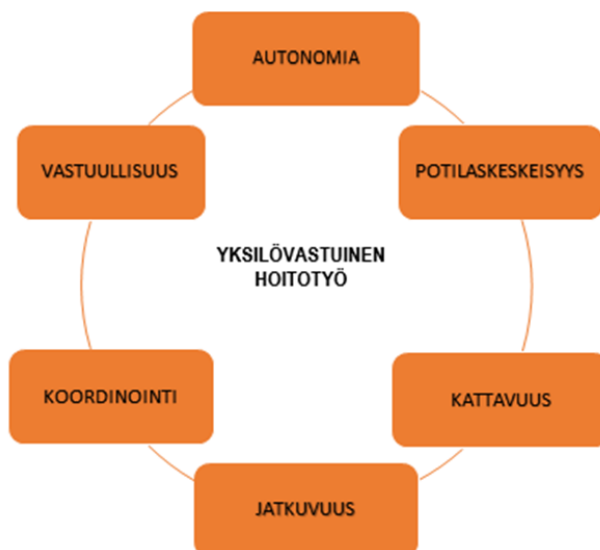 AUTONOMIA
VASTUULLISUUS
POTILASKESKEISYYS
YKSILÖVASTUINEN
HOITOTYÖ
KOORDINOINTI
KATTAVUUS
JATKUVUUS